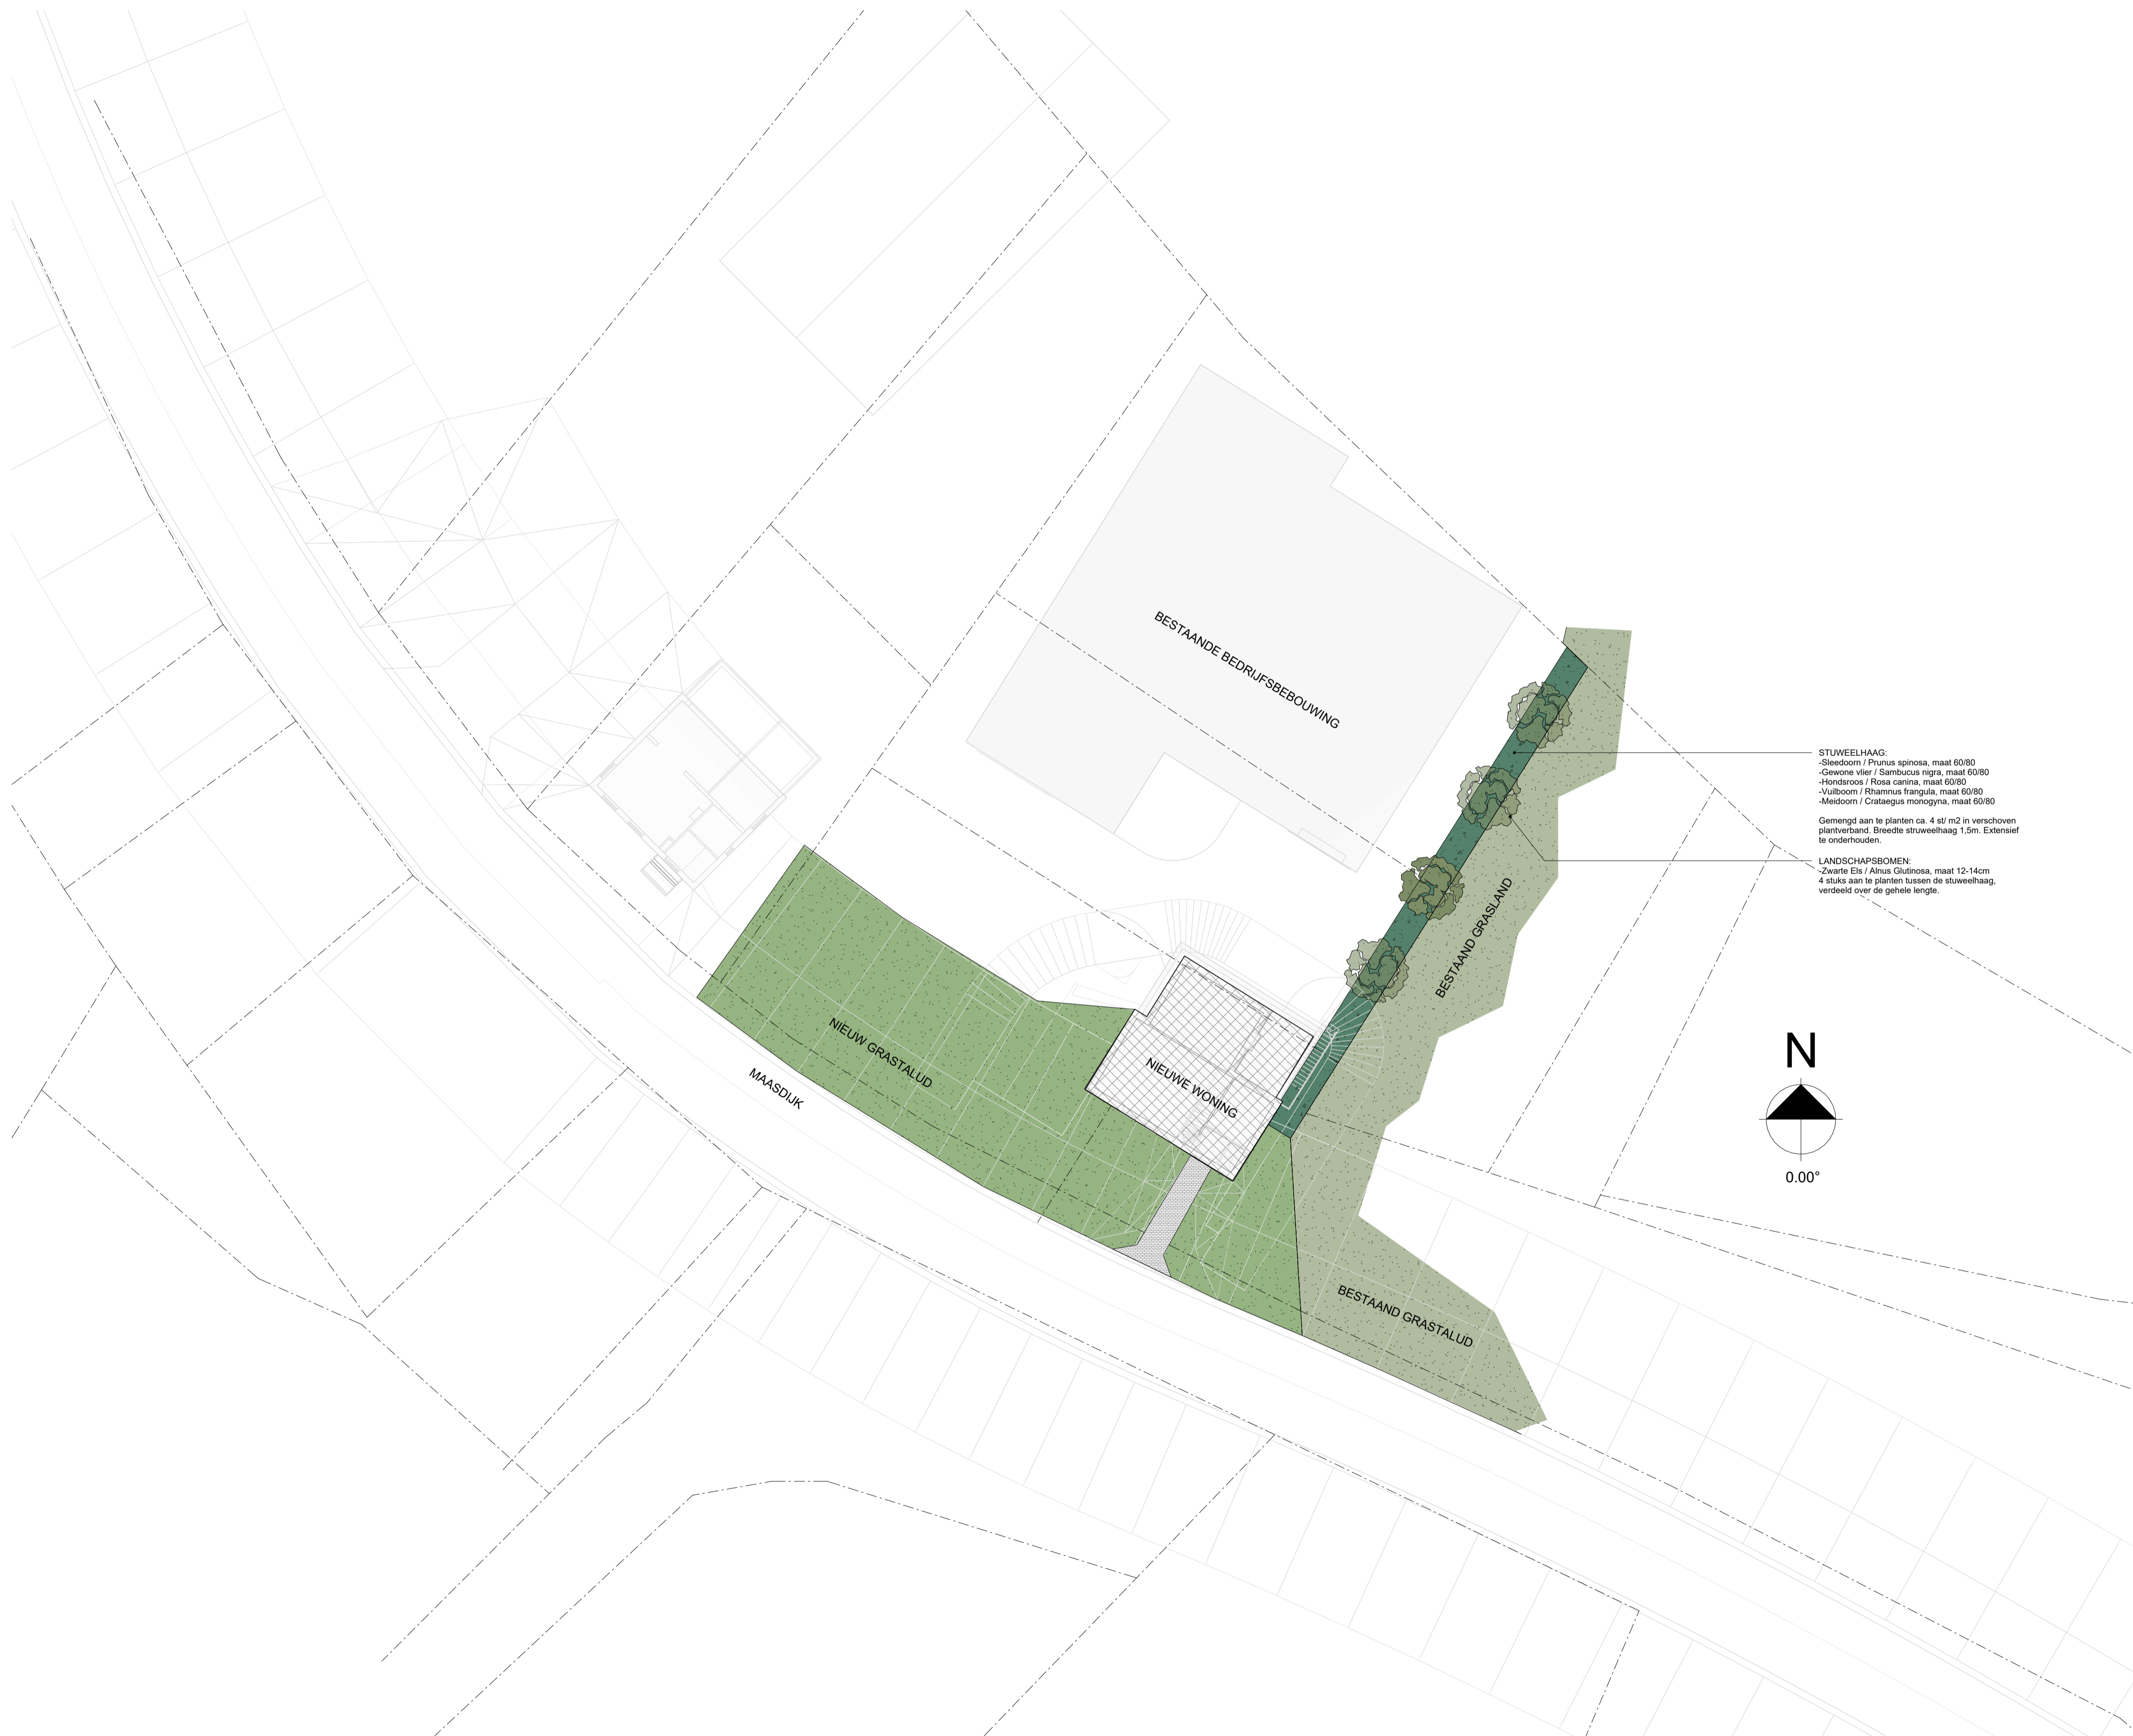 BESTAANDE BEDRIJFSBEBOUWING
STUWEELHAAG:
-Sleedoorn / Prunus spinosa, maat 60/80
-Gewone vlier / Sambucus nigra, maat 60/80
-Hondsroos / Rosa canina, maat 60/80
-Vuilboom / Rhamnus frangula, maat 60/80
-Meidoorn / Crataegus monogyna, maat 60/80
Gemengd aan te planten ca. 4 st/ m2 in verschoven
plantverband. Breedte struweelhaag 1,5m. Extensief
te onderhouden.
LANDSCHAPSBOMEN:
-Zwarte Els / Alnus Glutinosa, maat 12-14cm
4 stuks aan te planten tussen de stuweelhaag,
verdeeld over de gehele lengte.
BESTAAND GRASLAND
NIEUW GRASTALUD
MAASDIJK
NIEUWE WONING
N
0.00°
BESTAAND GRASTALUD